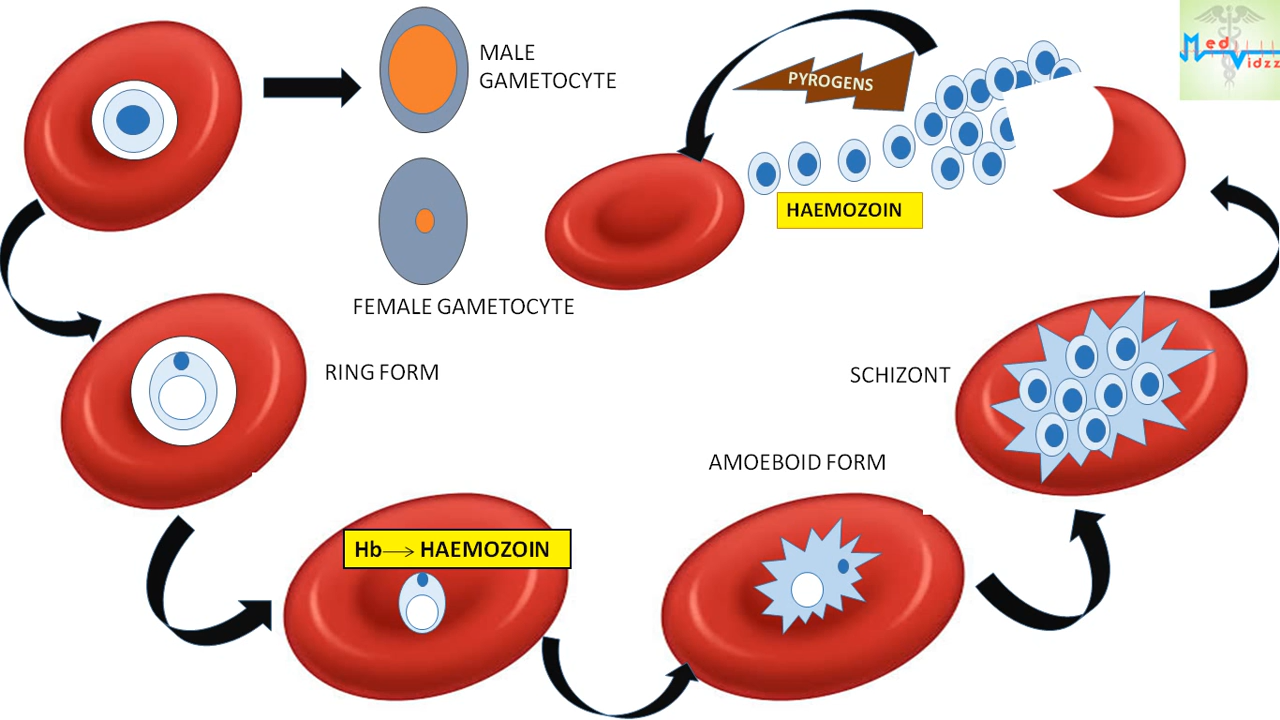 MALE
GAMETOCYTE
FEMALE GAMETOCYTE
PYROGENS
HAEMOZOIN
Med
Vidzz
RING FORM
SCHIZONT
AMOEBOID FORM
Hb→ HAEMOZOIN